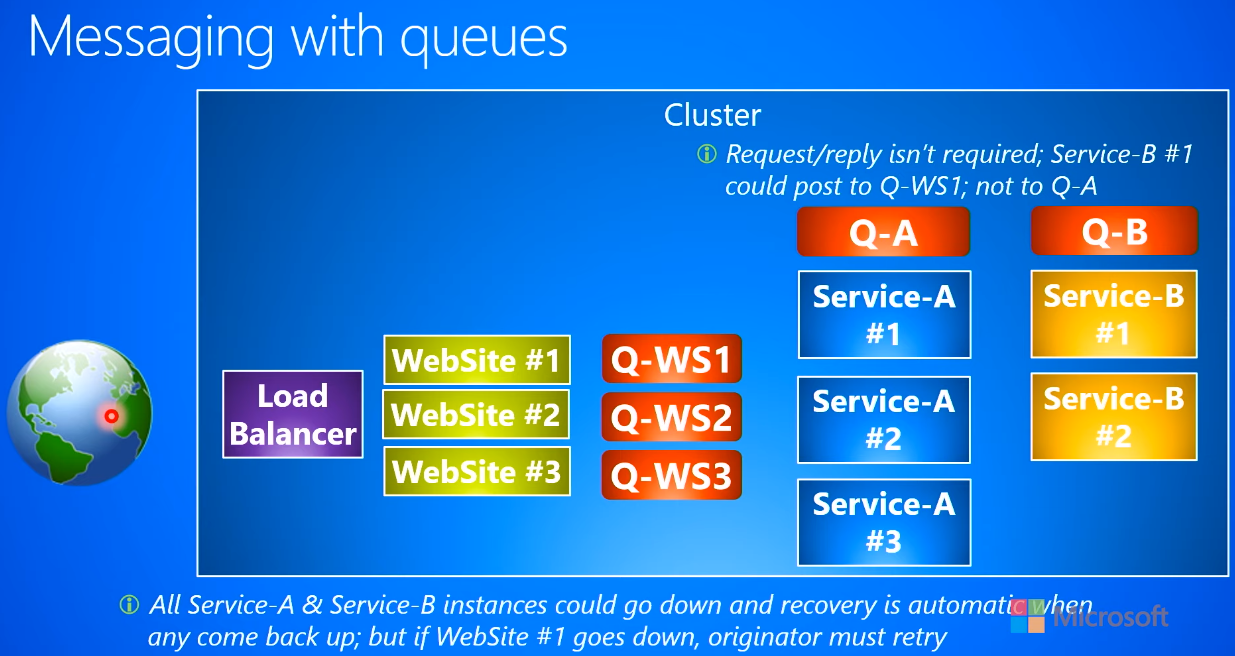 Messaging with queues
Cluster
Request/reply isn't required; Service-B #1
could post to Q-WS1; not to Q-A
Q-A
Q-B
Service-A
#1
Service-B
#1
WebSite #1
Q-WS1
Load
Balancer
WebSite #2
Q-WS2
Service-A
#2
Service-B
#2
WebSite #3
Q-WS3
Service-A
#3
All Service-A & Service-B instances could go down and recovery is automatic when
any come back up; but if WebSite #1 goes down, originator must retry
Microsoft